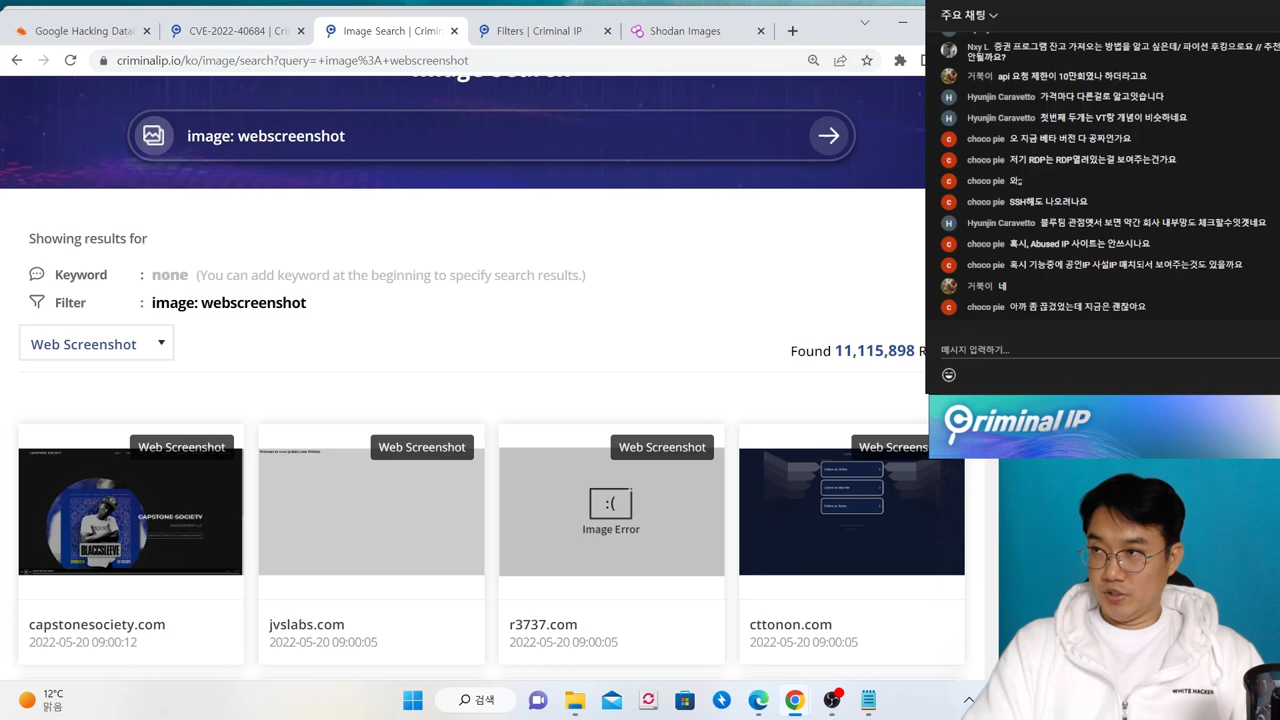 Google Hacking Data
CVE-2022-40684 | Crim
Image Search | Crimin
Filters | Criminal IP
Shodan Images
criminalip.io/ko/image/search?query=+image%3A+webscreenshot
image: webscreenshot
Showing results for
Keyword : none (You can add keyword at the beginning to specify search results.)
Filter : image: webscreenshot
Web Screenshot
Found 11,115,898 R
Web Screenshot
CAPSTONE-SOCIETY
BLACKSLEEVE
capstonesociety.com
2022-05-20 09:00:12
Web Screenshot
jvslabs.com
2022-05-20 09:00:05
Web Screenshot
:(
Image Error
r3737.com
2022-05-20 09:00:05
Web Screens
cttonon.com
2022-05-20 09:00:05
주요 채팅
Nxy L 증권 프로그램 잔고 가져오는 방법을 알고 싶은데/ 파이썬 후킹으로요 // 추천
안될까요?
거북이 api 요청 제한이 10만회였나 하더라고요
Hyunjin Caravetto 가격마다 다른걸로 알고잇습니다
Hyunjin Caravetto 첫번째 두개는 VT랑 개념이 비슷하네요
choco pie 오 지금 베타 버전 다 공짜인가요
choco pie 저기 RDP는 RDP열려있는걸 보여주는건가요
choco pie 와;;
choco pie SSH해도 나오려나요
Hyunjin Caravetto 블루팀 관점엣서 보면 약간 회사 내부망도 체크할수잇겟네요
choco pie 혹시, Abused IP 사이트는 안쓰시나요
choco pie 혹시 기능중에 공인IP 사설IP 매치되서 보여주는것도 있을까요
거북이 네
choco pie 아까 좀 끊겼었는데 지금은 괜찮아요
메시지 입력하기...
Criminal IP
WHITE HACKER
12°C
맑음
검색